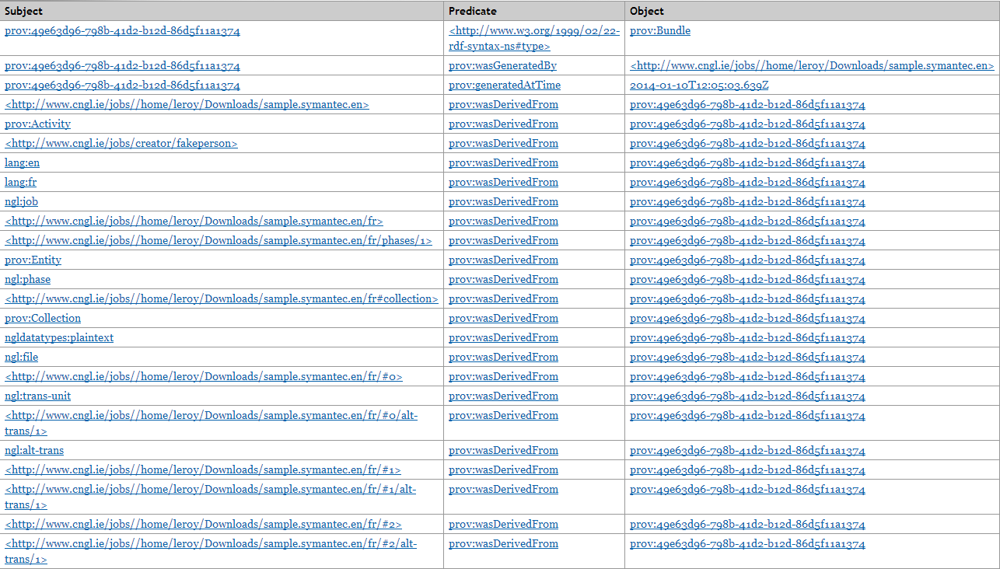 Subject Predicate Object
prov:49e63d96-798b-41d2-b12d-86d5f11a1374 <http://www.w3.org/1999/02/22- prov:Bundle
rdf-syntax-ns#type>
prov:49e63d96-798b-41d2-b12d-86d5f11a1374 prov:wasGeneratedBy <http://www.cngl.ie/jobs//home/leroy/Downloads/sample.symantec.en>
prov:49e63d96-798b-41d2-b12d-86d5f11a1374 prov:generatedAtTime 2014-01-10T12:05:03.639Z
<http://www.cngl.ie/jobs//home/leroy/Downloads/sample.symantec.en> prov:wasDerivedFrom prov:49e63d96-798b-41d2-b12d-86d5f11a1374
prov:Activity prov:wasDerivedFrom prov:49e63d96-798b-41d2-b12d-86d5f11a1374
<http://www.cngl.ie/jobs/creator/fakeperson> prov:wasDerivedFrom prov:49e63d96-798b-41d2-b12d-86d5f11a1374
lang:en prov:wasDerivedFrom prov:49e63d96-798b-41d2-b12d-86d5f11a1374
lang:fr prov:wasDerivedFrom prov:49e63d96-798b-41d2-b12d-86d5f11a1374
ngl:job prov:wasDerivedFrom prov:49e63d96-798b-41d2-b12d-86d5f11a1374
<http://www.cngl.ie/jobs//home/leroy/Downloads/sample.symantec.en/fr> prov:wasDerivedFrom prov:49e63d96-798b-41d2-b12d-86d5f11a1374
<http://www.cngl.ie/jobs//home/leroy/Downloads/sample.symantec.en/fr/phases/1> prov:wasDerivedFrom prov:49e63d96-798b-41d2-b12d-86d5f11a1374
prov:Entity prov:wasDerivedFrom prov:49e63d96-798b-41d2-b12d-86d5f11a1374
ngl:phase prov:wasDerivedFrom prov:49e63d96-798b-41d2-b12d-86d5f11a1374
<http://www.cngl.ie/jobs//home/leroy/Downloads/sample.symantec.en/fr#collection> prov:wasDerivedFrom prov:49e63d96-798b-41d2-b12d-86d5f11a1374
prov:Collection prov:wasDerivedFrom prov:49e63d96-798b-41d2-b12d-86d5f11a1374
ngldatatypes:plaintext prov:wasDerivedFrom prov:49e63d96-798b-41d2-b12d-86d5f11a1374
ngl:file prov:wasDerivedFrom prov:49e63d96-798b-41d2-b12d-86d5f11a1374
<http://www.cngl.ie/jobs//home/leroy/Downloads/sample.symantec.en/fr/#0> prov:wasDerivedFrom prov:49e63d96-798b-41d2-b12d-86d5f11a1374
ngl:trans-unit prov:wasDerivedFrom prov:49e63d96-798b-41d2-b12d-86d5f11a1374
<http://www.cngl.ie/jobs//home/leroy/Downloads/sample.symantec.en/fr/#0/alt- prov:wasDerivedFrom prov:49e63d96-798b-41d2-b12d-86d5f11a1374
trans/1>
ngl:alt-trans prov:wasDerivedFrom prov:49e63d96-798b-41d2-b12d-86d5f11a1374
<http://www.cngl.ie/jobs//home/leroy/Downloads/sample.symantec.en/fr/#1> prov:wasDerivedFrom prov:49e63d96-798b-41d2-b12d-86d5f11a1374
<http://www.cngl.ie/jobs//home/leroy/Downloads/sample.symantec.en/fr/#1/alt- prov:wasDerivedFrom prov:49e63d96-798b-41d2-b12d-86d5f11a1374
trans/1>
<http://www.cngl.ie/jobs//home/leroy/Downloads/sample.symantec.en/fr/#2> prov:wasDerivedFrom prov:49e63d96-798b-41d2-b12d-86d5f11a1374
<http://www.cngl.ie/jobs//home/leroy/Downloads/sample.symantec.en/fr/#2/alt- prov:wasDerivedFrom prov:49e63d96-798b-41d2-b12d-86d5f11a1374
trans/1>